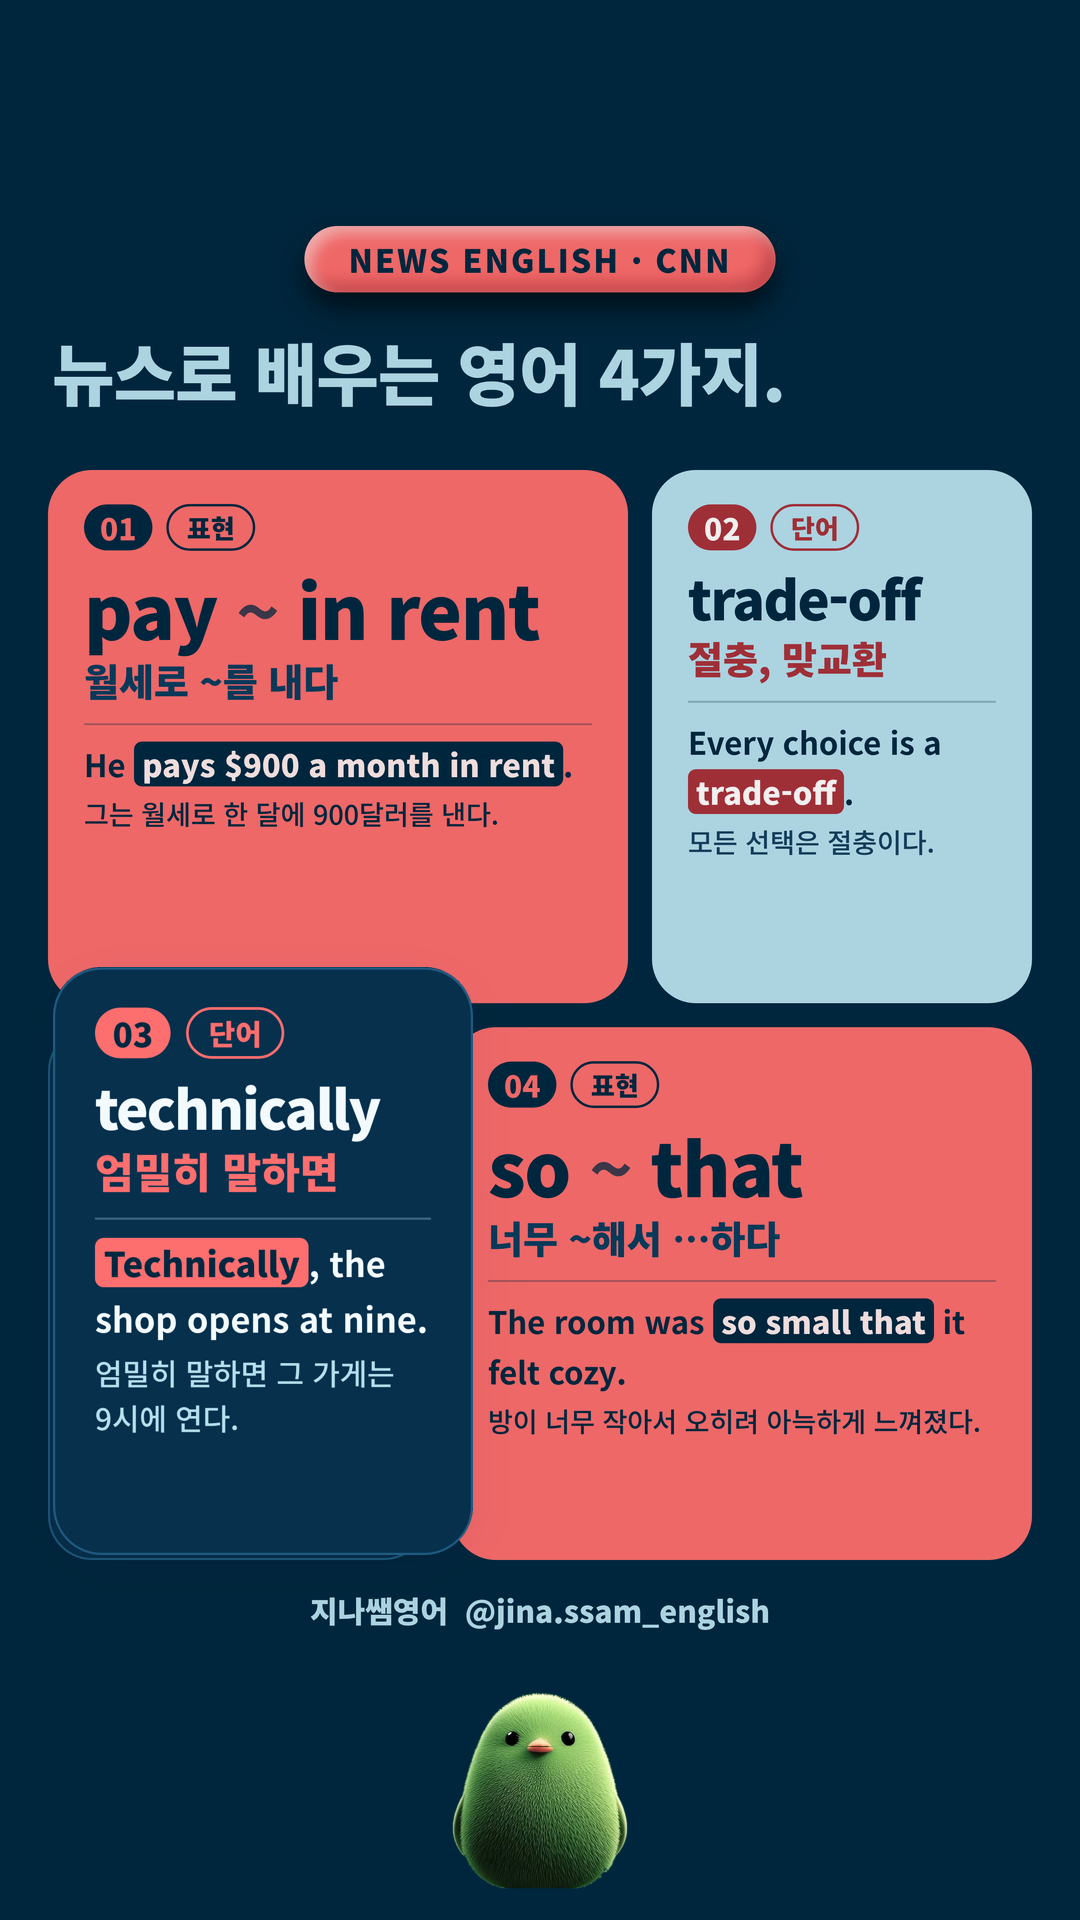 NEWS ENGLISH · CNN
뉴스로 배우는 영어 4가지.
01 표현
pay ~ in rent
월세로 ~를 내다
He pays $900 a month in rent.
그는 월세로 한 달에 900달러를 낸다.
02 단어
trade-off
절충, 맞교환
Every choice is a
trade-off.
모든 선택은 절충이다.
03 단어
technically
엄밀히 말하면
Technically, the
shop opens at nine.
엄밀히 말하면 그 가게는
9시에 연다.
04 표현
so ~ that
너무 ~해서 …하다
The room was so small that it
felt cozy.
방이 너무 작아서 오히려 아늑하게 느껴졌다.
지나쌤영어 @jina.ssam_english